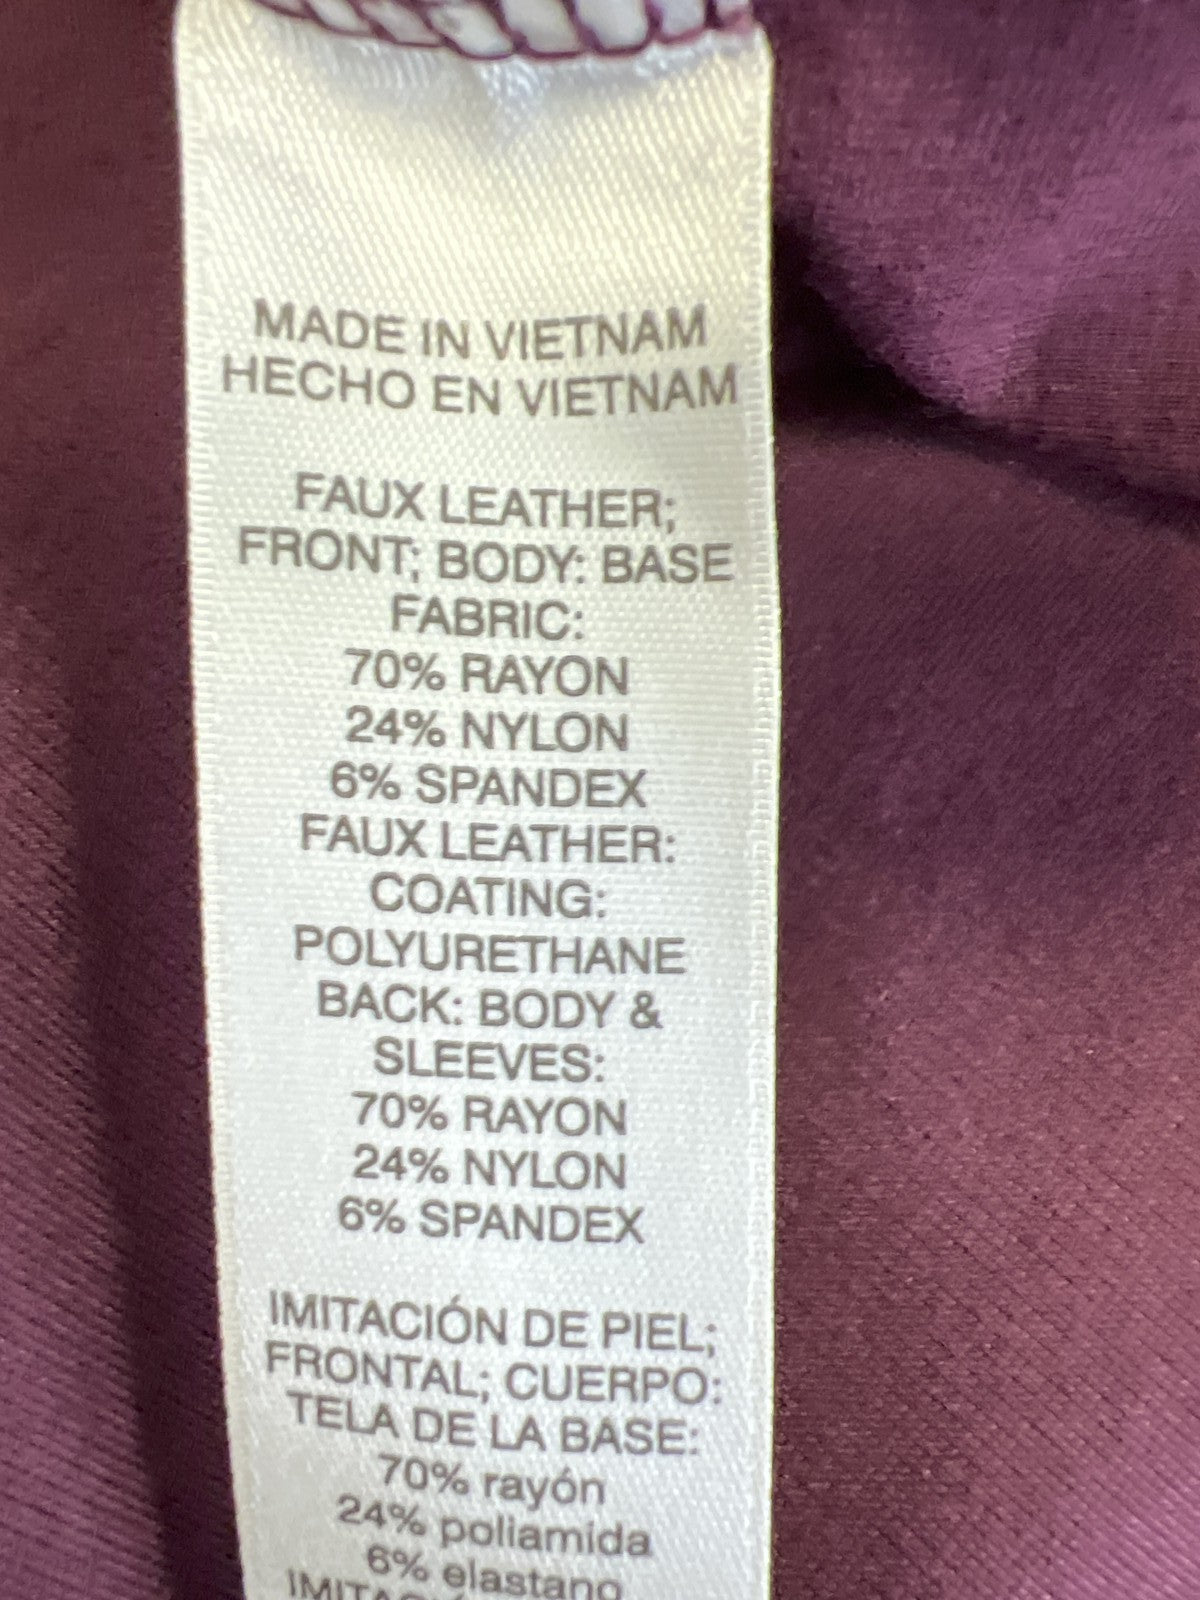 MADE IN VIETNAM
HECHO EN VIETNAM
FAUX LEATHER;
FRONT; BODY: BASE
FABRIC:
70% RAYON
24% NYLON
6% SPANDEX
FAUX LEATHER:
COATING:
POLYURETHANE
BACK: BODY &
SLEEVES:
70% RAYON
24% NYLON
6% SPANDEX
IMITACIÓN DE PIEL;
FRONTAL; CUERPO:
TELA DE LA BASE:
70% rayón
24% poliamida
6% elastano